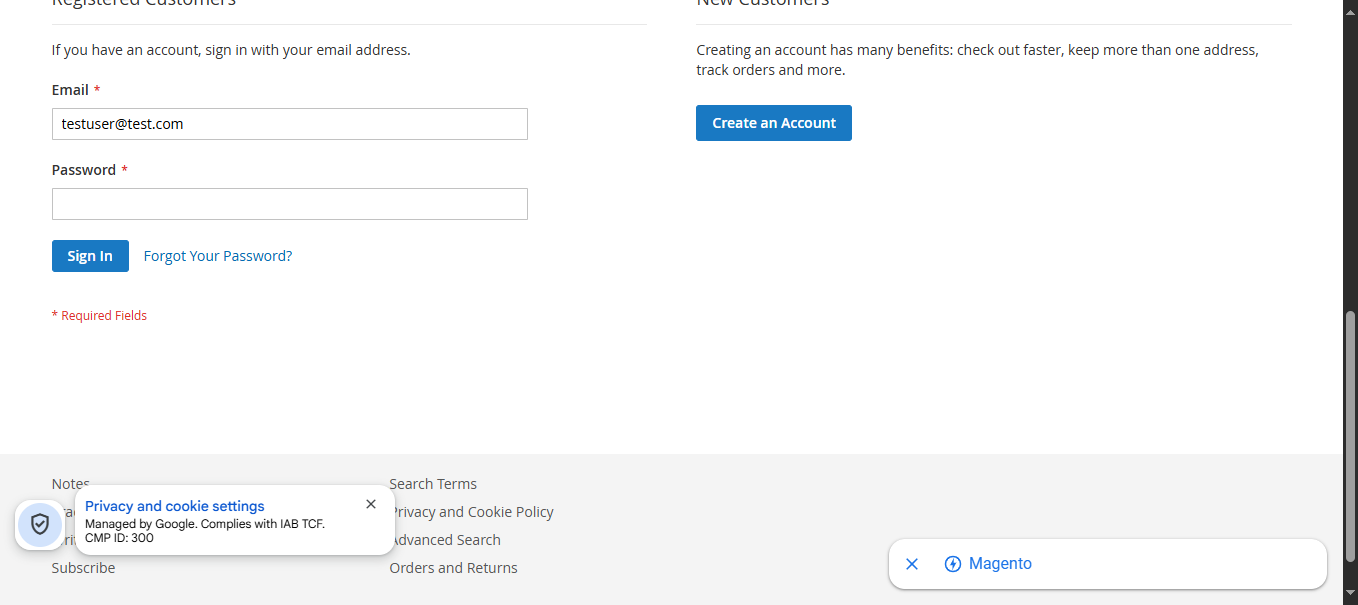 Registered Customers
If you have an account, sign in with your email address.
Email *
testuser@test.com
Password *
Sign In
Forgot Your Password?
* Required Fields
New Customers
Creating an account has many benefits: check out faster, keep more than one address,
track orders and more.
Create an Account
Notes
Subscribe
Search Terms
Privacy and Cookie Policy
Advanced Search
Orders and Returns
Privacy and cookie settings
Managed by Google. Complies with IAB TCF.
CMP ID: 300
Magento